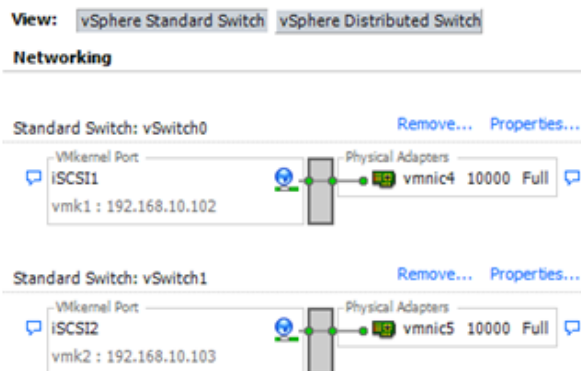 View: vSphere Standard Switch vSphere Distributed Switch
Networking
Standard Switch: vSwitch0 Remove... Properties...
VMkernel Port Physical Adapters
iSCSI1 vmnic4 10000 Full
vmk1 : 192.168.10.102
Standard Switch: vSwitch1 Remove... Properties...
VMkernel Port Physical Adapters
iSCSI2 vmnic5 10000 Full
vmk2 : 192.168.10.103